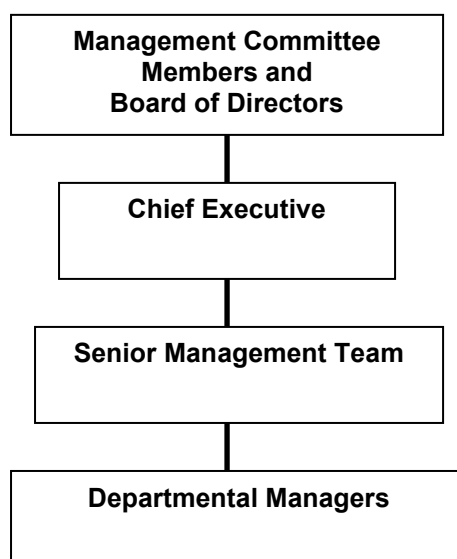 Management Committee
Members and
Board of Directors
Chief Executive
Senior Management Team
Departmental Managers